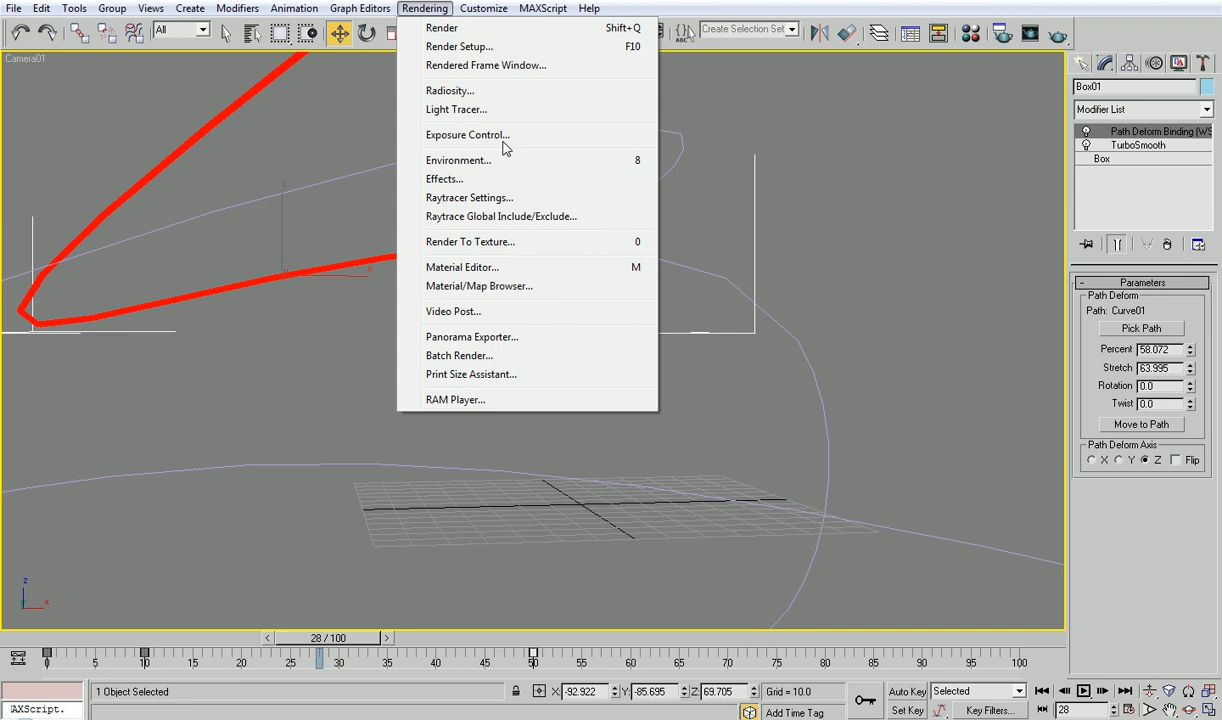 File Edit Tools Group Views Create Modifiers Animation Graph Editors Rendering Customize MAXScript Help
All
Create Selection Set
Camera01
Render Shift+Q
Render Setup... F10
Rendered Frame Window...
Radiosity...
Light Tracer...
Exposure Control...
Environment... 8
Effects...
Raytracer Settings...
Raytrace Global Include/Exclude...
Render To Texture... 0
Material Editor... M
Material/Map Browser...
Video Post...
Panorama Exporter...
Batch Render...
Print Size Assistant...
RAM Player...
z
x
z
x
Box01
Modifier List
Path Deform Binding (WS
TurboSmooth
Box
- Parameters
Path Deform
Path: Curve01
Pick Path
Percent 58.072
Stretch 63.995
Rotation 0.0
Twist 0.0
Move to Path
Path Deform Axis
X Y Z Flip
< 28 / 100 >
0 5 10 15 20 25 30 35 40 45 50 55 60 65 70 75 80 85 90 95 100
1 Object Selected X: -92.922 Y: -85.695 Z: 69.705 Grid = 10.0 Auto Key Selected
AXScript. Add Time Tag Set Key Key Filters... 28